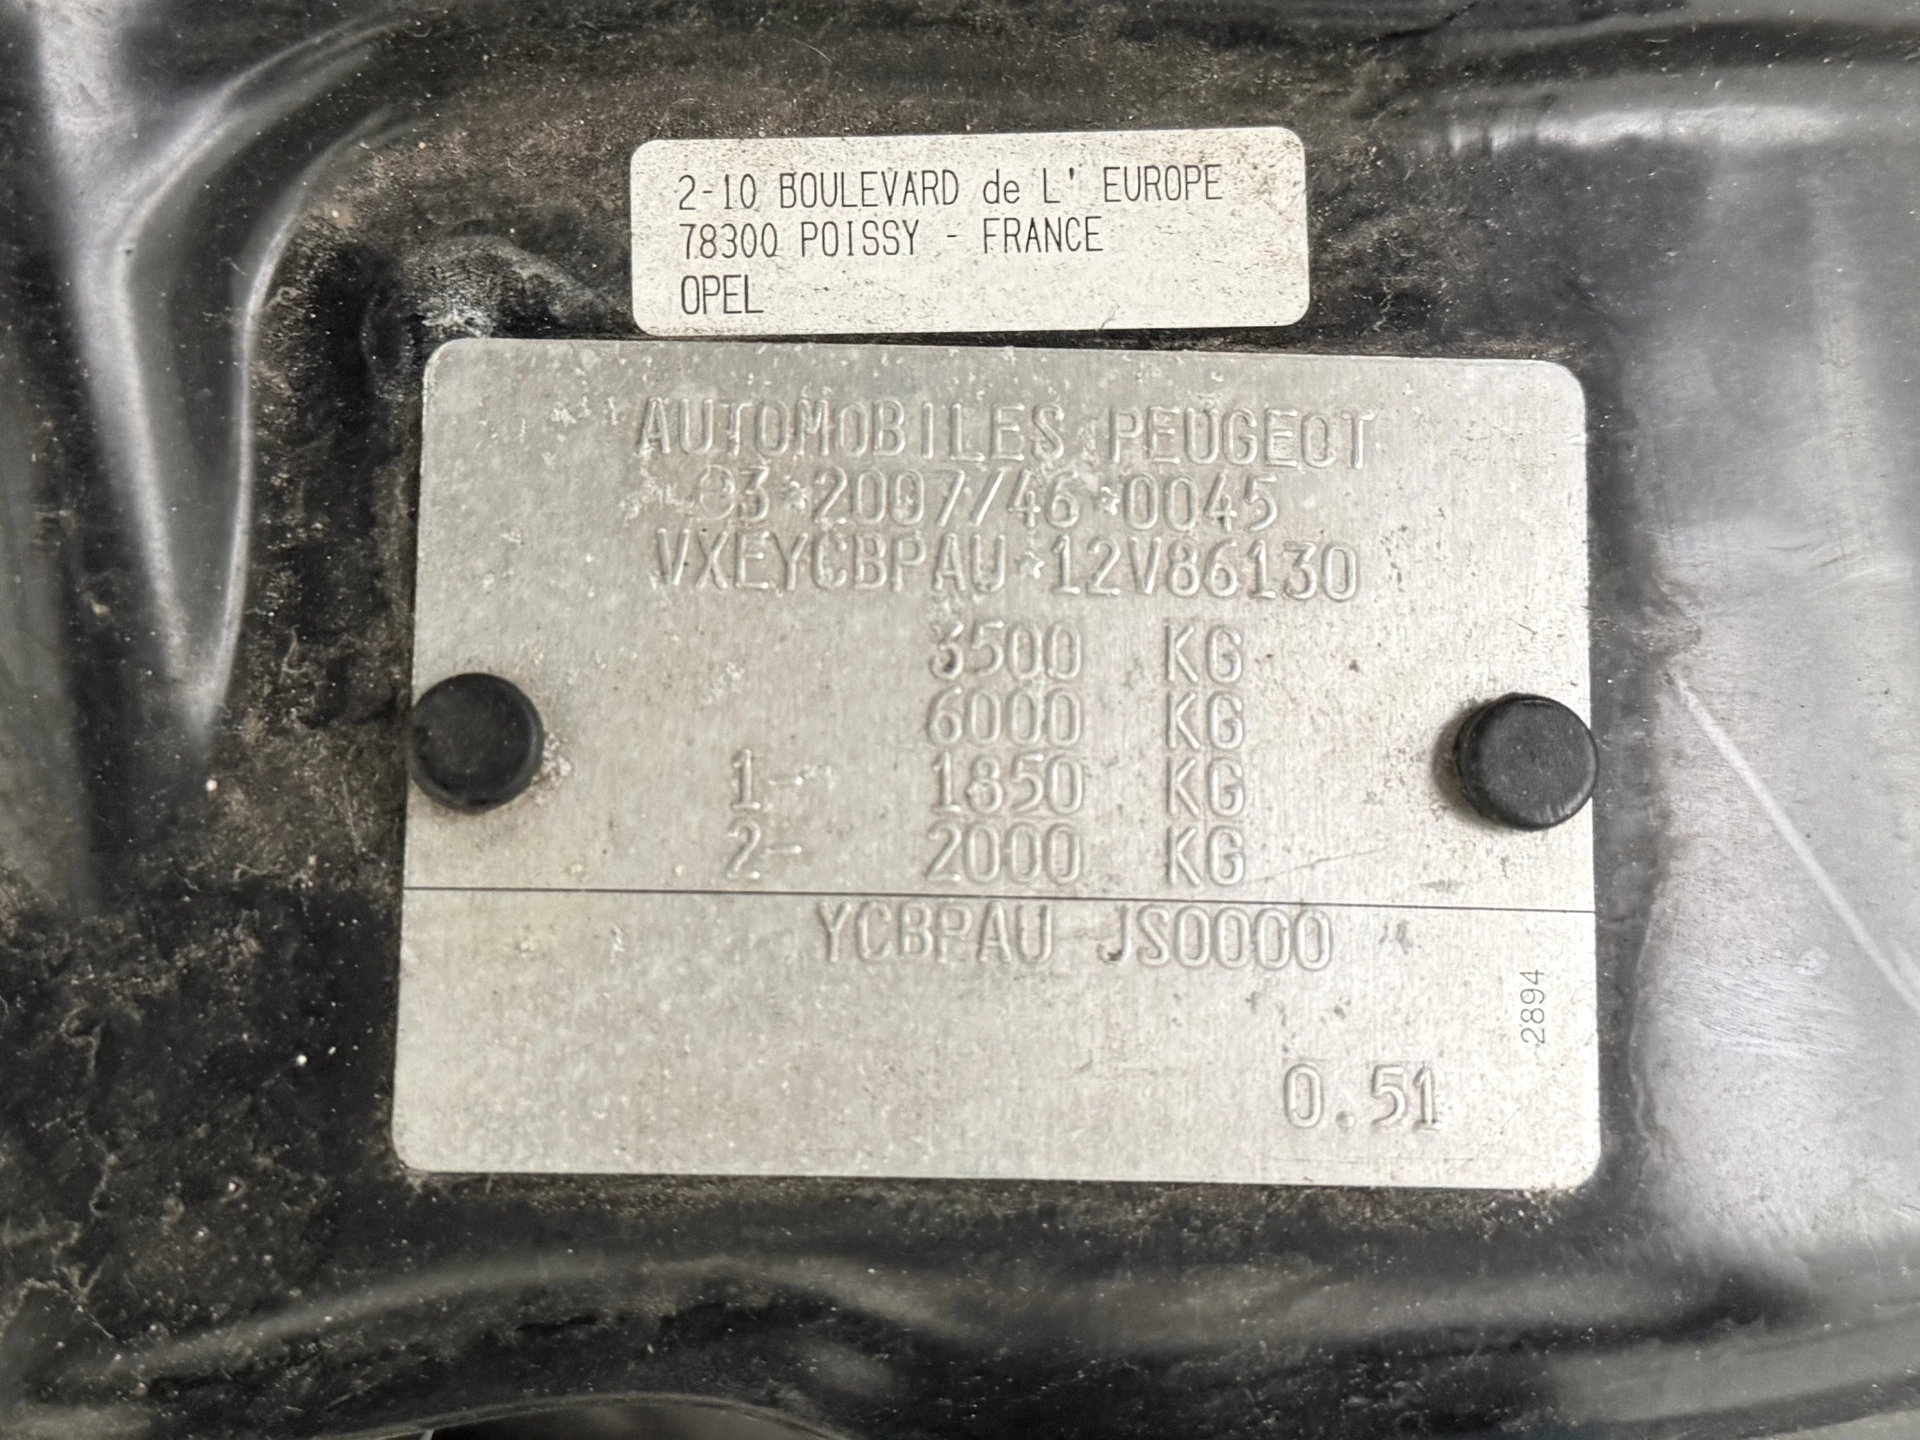 2-10 BOULEVARD de L' EUROPE
78300 POISSY - FRANCE
OPEL
AUTOMOBILES PEUGEOT
e3*2007/46*0045
VXEYCBPAU*12V86130
3500 KG
6000 KG
1- 1850 KG
2- 2000 KG
YCBPAU-JS0000
2894
0.51